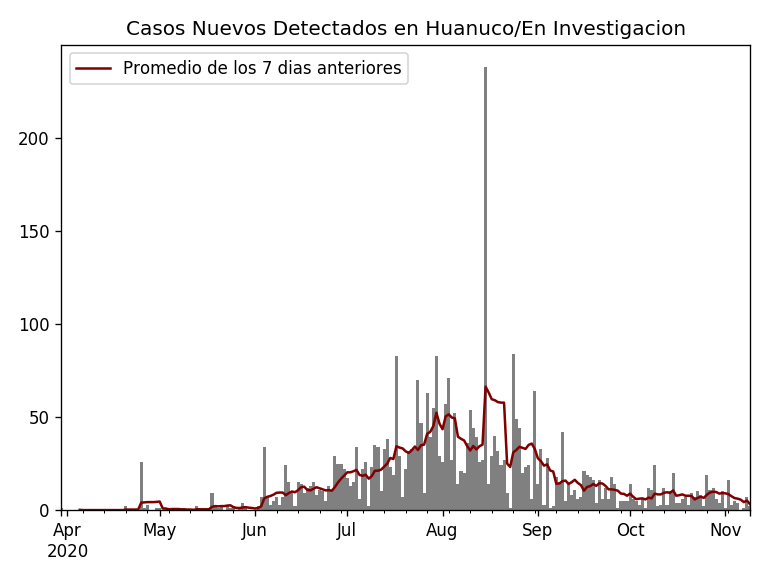 Casos Nuevos Detectados en Huanuco/En Investigacion
Promedio de los 7 dias anteriores
200
150
100
50
0
Apr May Jun Jul Aug Sep Oct Nov
2020